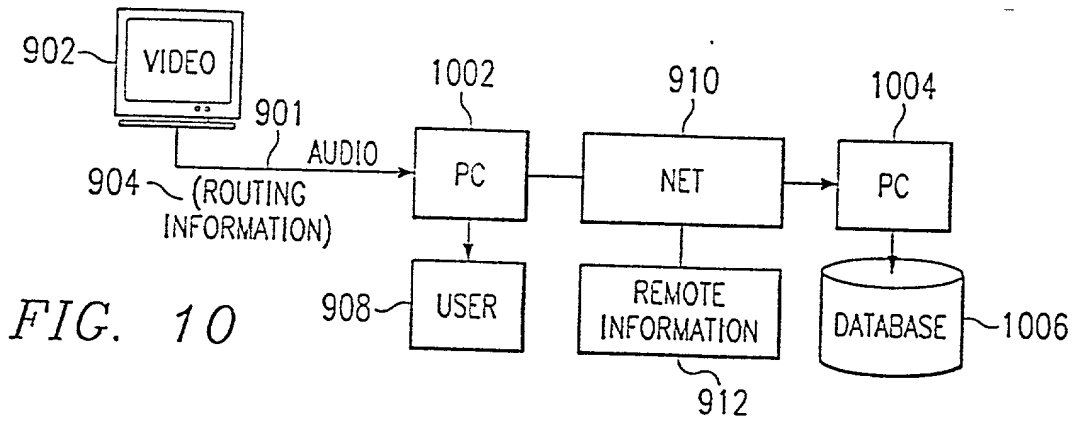 902
VIDEO
901
AUDIO
904
(ROUTING
INFORMATION)
1002
PC
910
NET
1004
PC
908
USER
REMOTE
INFORMATION
912
DATABASE
1006
FIG. 10